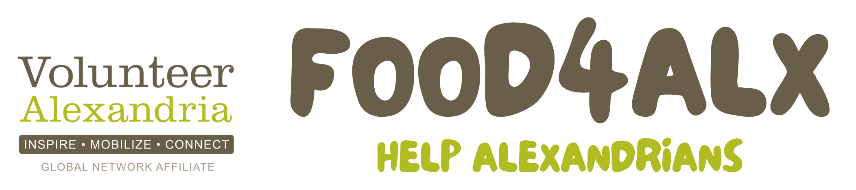 Volunteer
Alexandria
INSPIRE • MOBILIZE • CONNECT
GLOBAL NETWORK AFFILIATE
FOOD4ALX
HELP ALEXANDRiANS